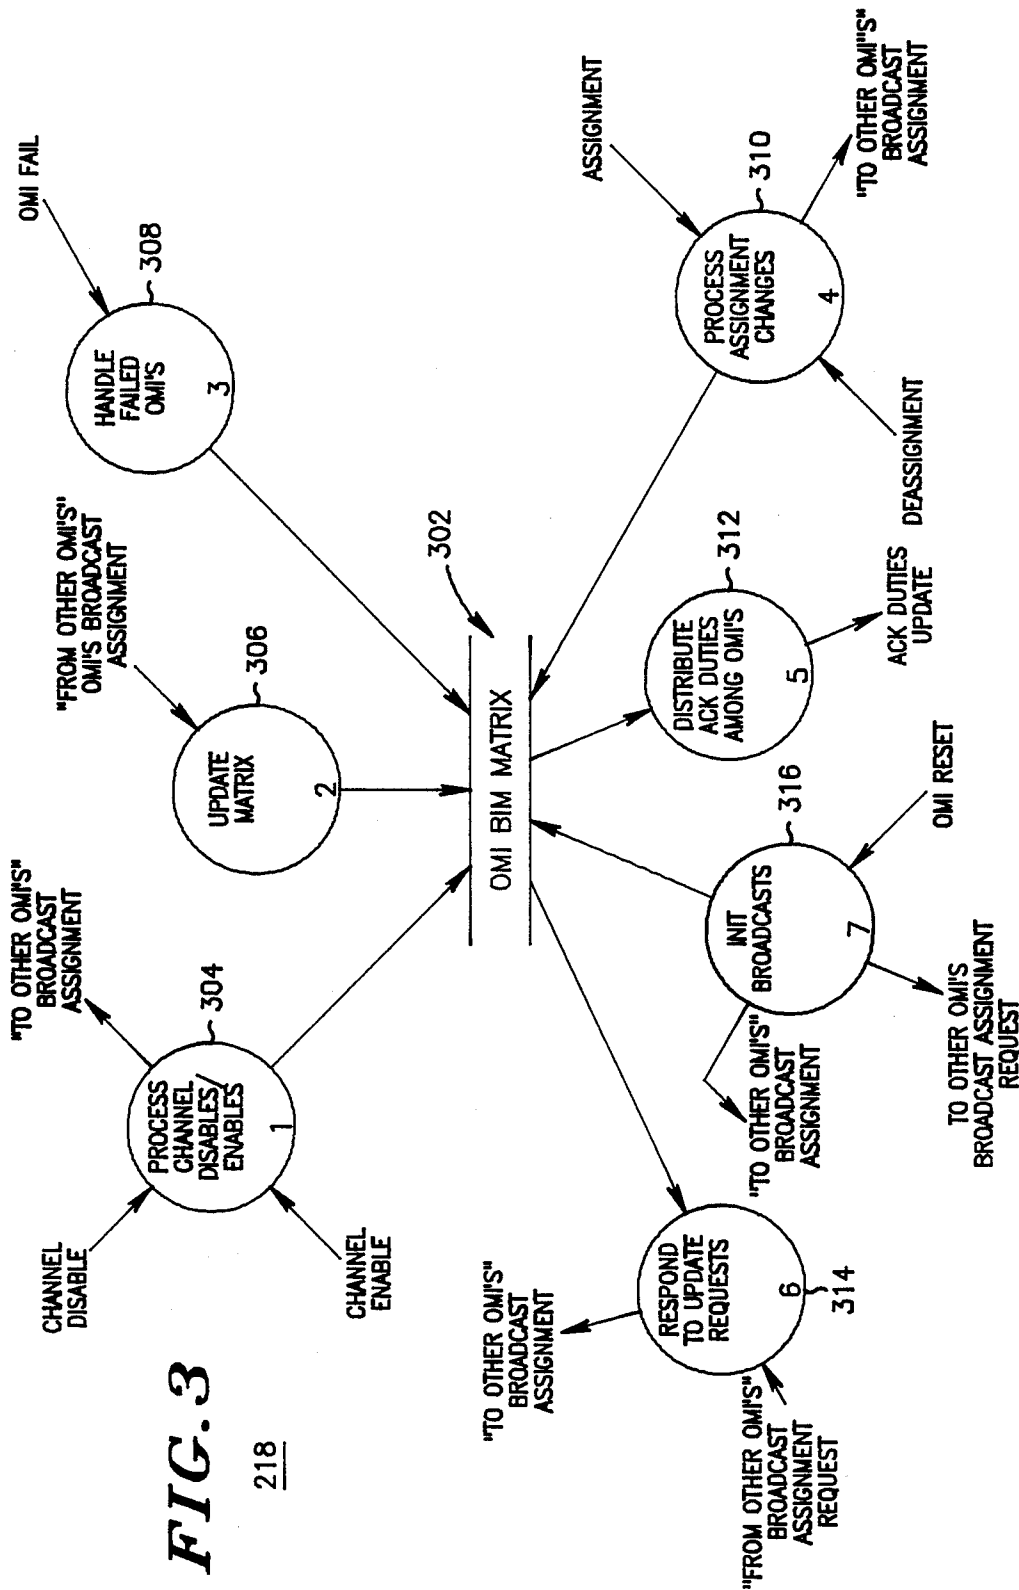 FIG. 3
218
CHANNEL
DISABLE
CHANNEL
ENABLE
PROCESS
CHANNEL
DISABLES/
ENABLES
1
304
"TO OTHER OMI'S"
BROADCAST
ASSIGNMENT
UPDATE
MATRIX
2
306
"FROM OTHER OMI'S"
OMI'S BROADCAST
ASSIGNMENT
HANDLE
FAILED
OMI'S
3
308
OMI FAIL
OMI BIM MATRIX
302
"TO OTHER OMI'S"
BROADCAST
ASSIGNMENT
RESPOND
TO UPDATE
REQUESTS
6
314
"FROM OTHER OMI'S"
BROADCAST
ASSIGNMENT
REQUEST
INIT
BROADCASTS
7
316
"TO OTHER OMI'S"
BROADCAST
ASSIGNMENT
TO OTHER OMI'S
BROADCAST ASSIGNMENT
REQUEST
OMI RESET
DISTRIBUTE
ACK DUTIES
AMONG OMI'S
5
312
ACK DUTIES
UPDATE
PROCESS
ASSIGNMENT
CHANGES
4
310
ASSIGNMENT
DEASSIGNMENT
"TO OTHER OMI"S"
BROADCAST
ASSIGNMENT